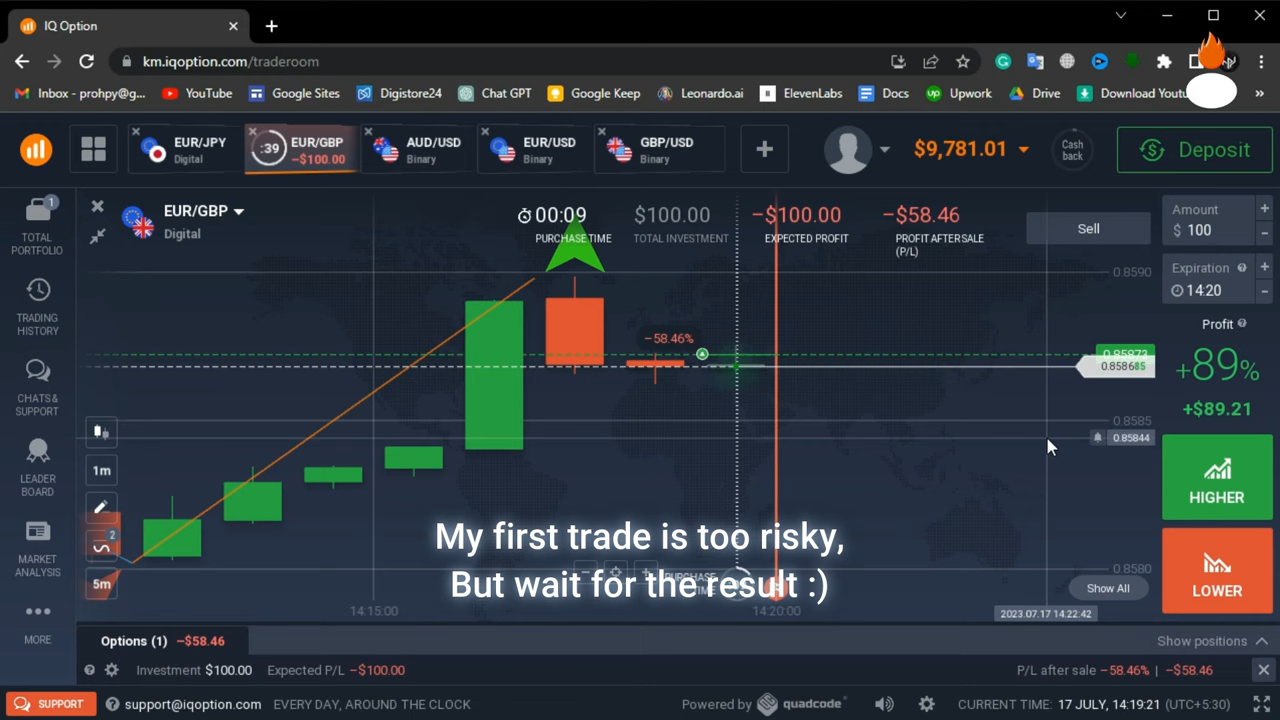 IQ Option
km.iqoption.com/traderoom
Inbox - prohpy@g...
YouTube
Google Sites
Digistore24
Chat GPT
Google Keep
Leonardo.ai
ElevenLabs
Docs
Upwork
Drive
Download Youtu
»
EUR/JPY
Digital
:39
EUR/GBP
−$100.00
AUD/USD
Binary
EUR/USD
Binary
GBP/USD
Binary
$9,781.01
Cash
back
Deposit
1
TOTAL
PORTFOLIO
TRADING
HISTORY
CHATS &
SUPPORT
LEADER
BOARD
MARKET
ANALYSIS
MORE
EUR/GBP
Digital
00:09
PURCHASE TIME
$100.00
TOTAL INVESTMENT
−$100.00
EXPECTED PROFIT
−$58.46
PROFIT AFTER SALE
(P/L)
Sell
Amount
$ 100
Expiration
14:20
Profit
+89%
+$89.21
HIGHER
LOWER
0.8590
−58.46%
0.85873
0.858685
0.8585
0.85844
0.8580
1m
2
5m
My first trade is too risky,
But wait for the result :)
PURCHASE
TIME
Show All
14:15:00
14:20:00
2023.07.17 14:22:42
Options (1) −$58.46
Show positions
Investment $100.00 Expected P/L −$100.00
P/L after sale −58.46% | −$58.46
SUPPORT
support@iqoption.com
EVERY DAY, AROUND THE CLOCK
Powered by quadcode
CURRENT TIME: 17 JULY, 14:19:21 (UTC+5:30)